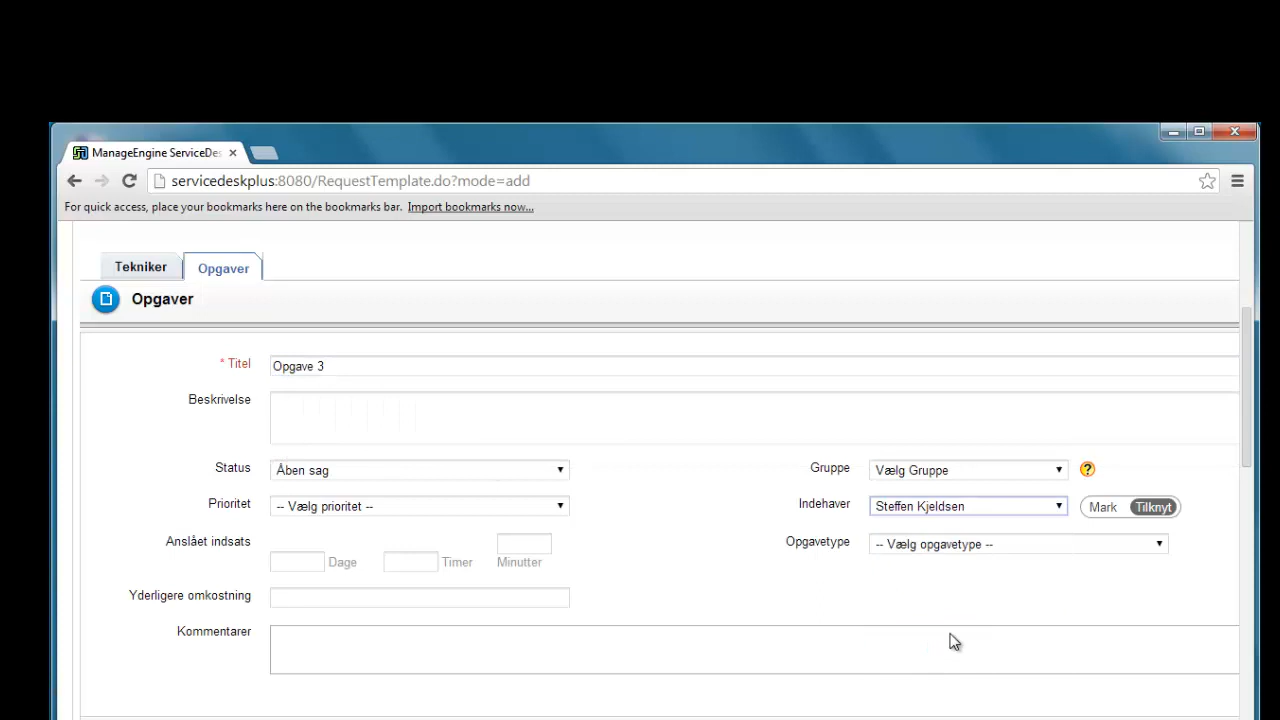 ManageEngine ServiceDes
servicedeskplus:8080/RequestTemplate.do?mode=add
For quick access, place your bookmarks here on the bookmarks bar. Import bookmarks now...
Tekniker Opgaver
Opgaver
* Titel Opgave 3
Beskrivelse
Status Åben sag Gruppe Vælg Gruppe ?
Prioritet -- Vælg prioritet -- Indehaver Steffen Kjeldsen Mark Tilknyt
Anslået indsats Dage Timer Minutter Opgavetype -- Vælg opgavetype --
Yderligere omkostning
Kommentarer